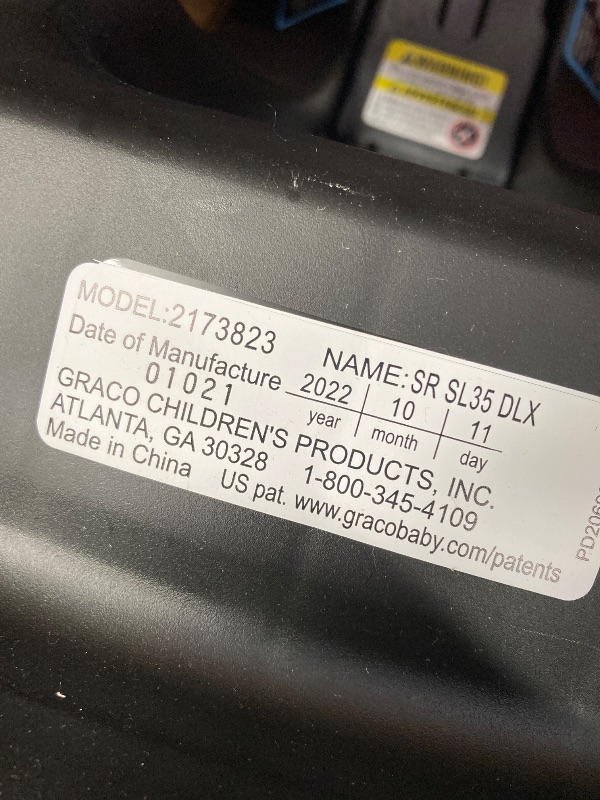 WARNING!
MODEL:2173823 NAME: SR SL35 DLX
Date of Manufacture 2022 10 11
01021 year month day
GRACO CHILDREN'S PRODUCTS, INC.
ATLANTA, GA 30328 1-800-345-4109
Made in China US pat. www.gracobaby.com/patents